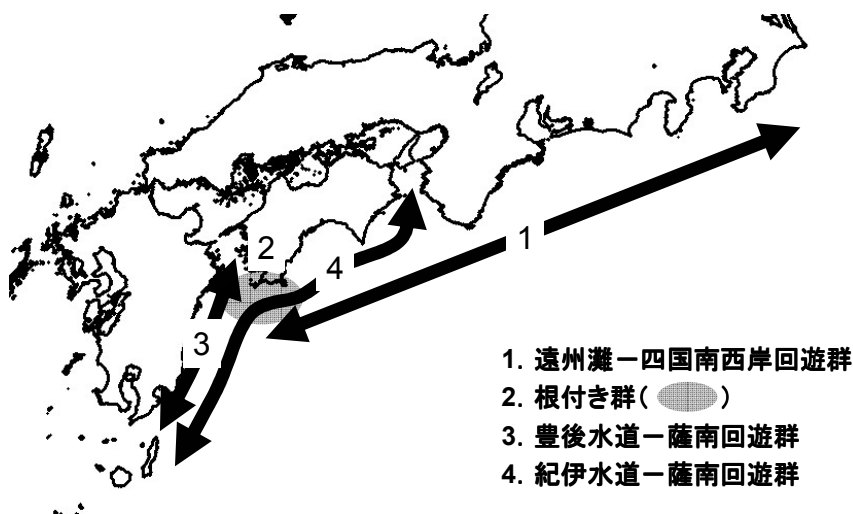 2
4
1
3
1. 遠州灘－四国南西岸回遊群
2. 根付き群( )
3. 豊後水道－薩南回遊群
4. 紀伊水道－薩南回遊群